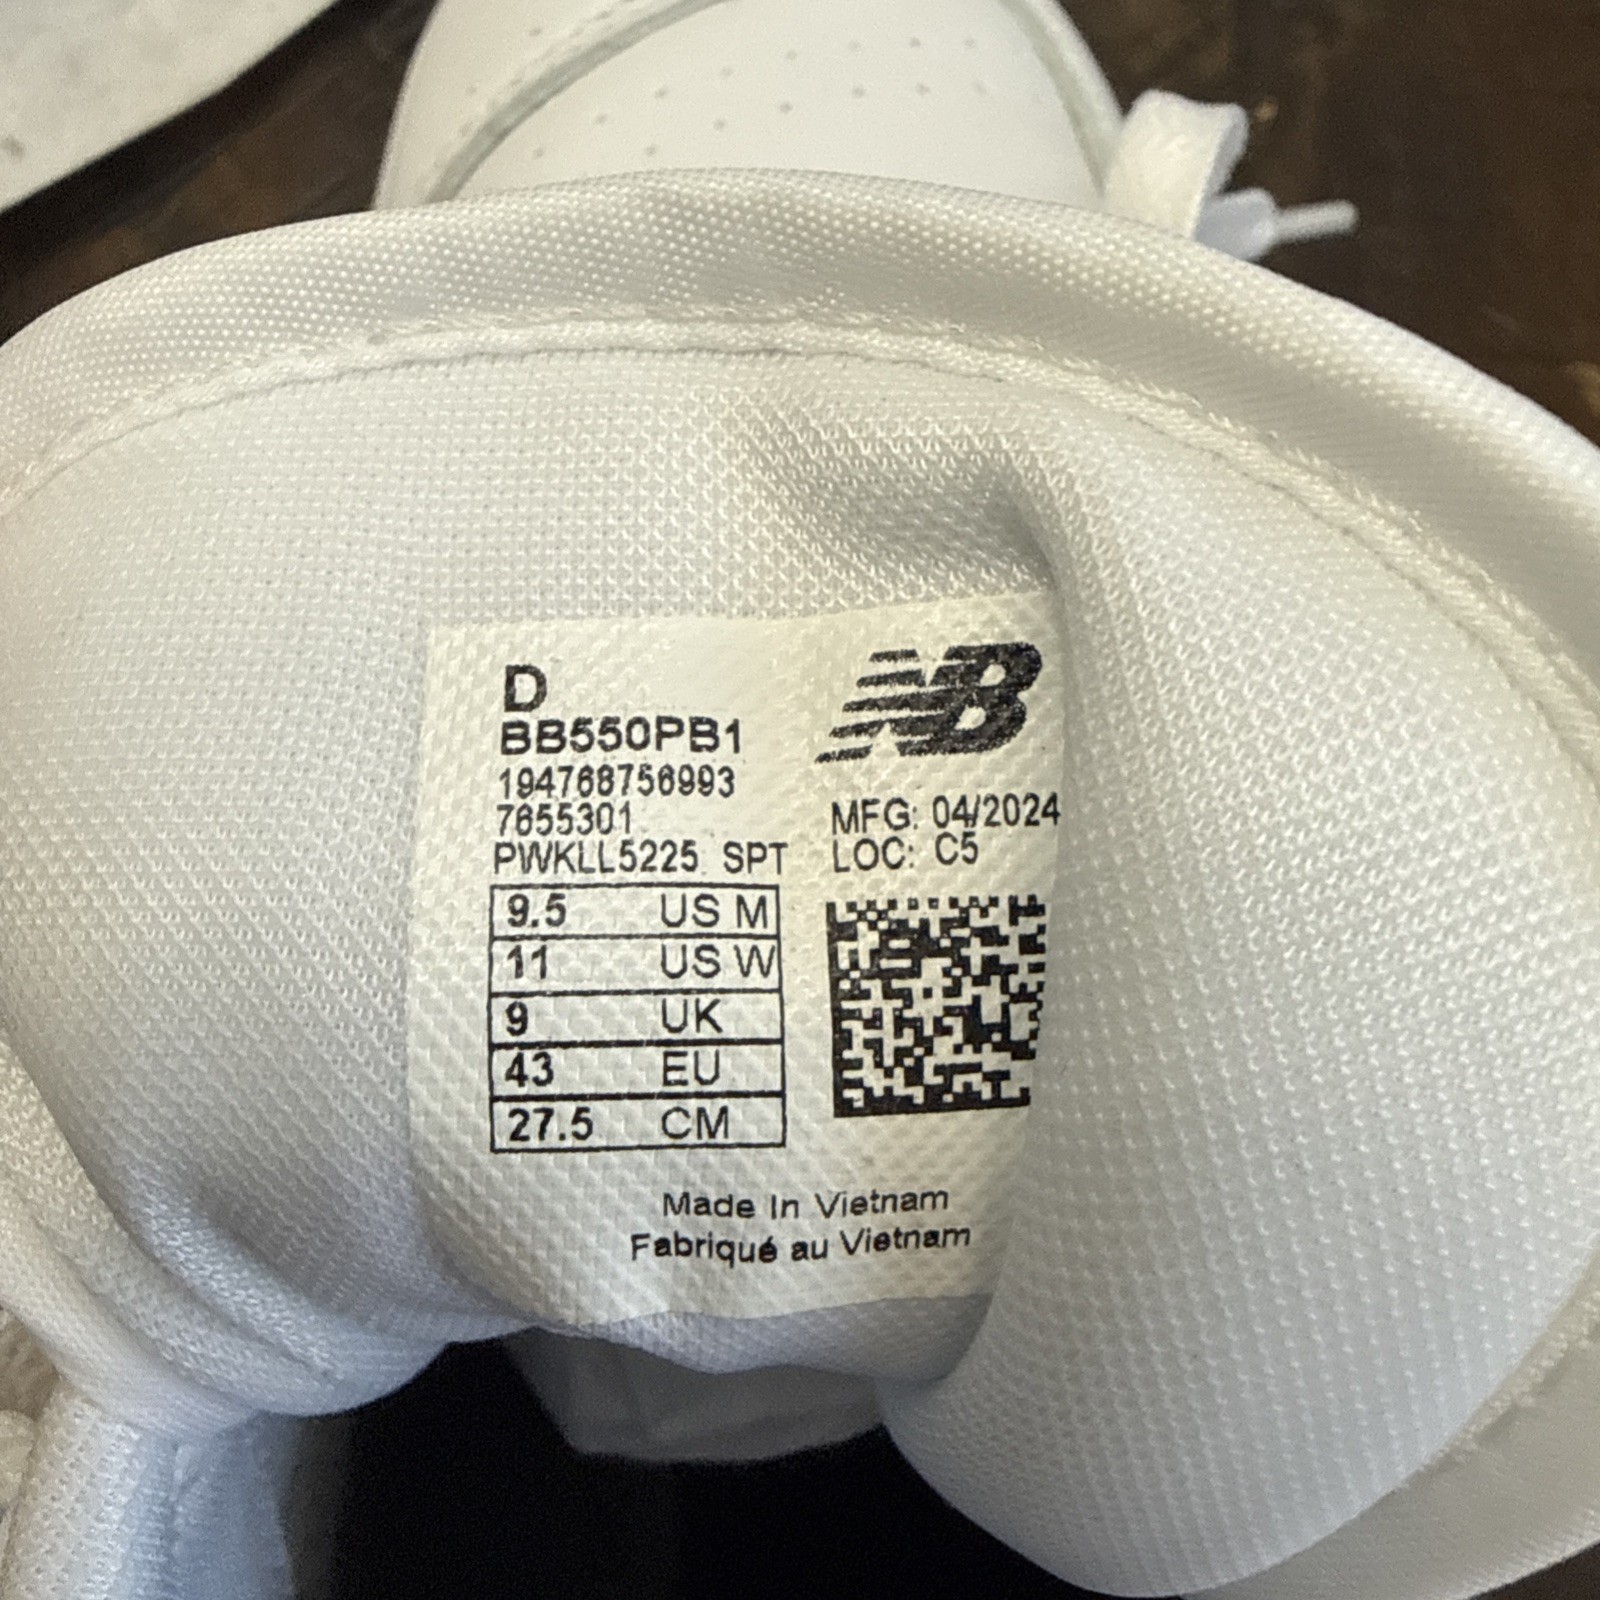 D
NB
BB550PB1
194768756993
7655301
PWKLL5225 SPT
MFG: 04/2024
LOC: C5
9.5 US M
11 US W
9 UK
43 EU
27.5 CM
Made In Vietnam
Fabriqué au Vietnam